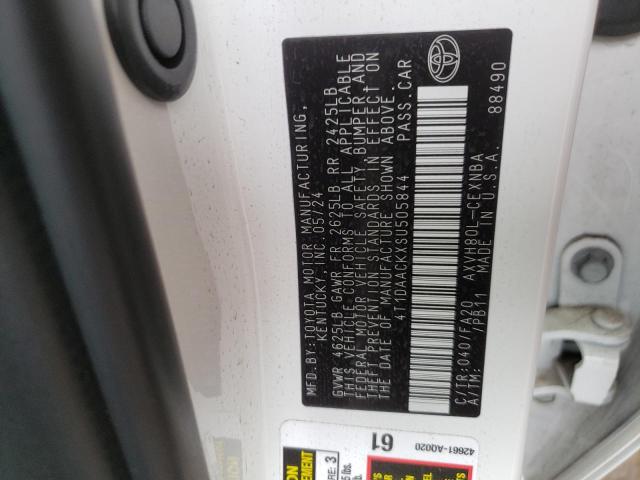 MFD. BY: TOYOTA MOTOR MANUFACTURING,
KENTUCKY, INC. 05/24
GVWR 4625LB GAWR FR 2625LB RR 2425LB
THIS VEHICLE CONFORMS TO ALL APPLICABLE
FEDERAL MOTOR VEHICLE SAFETY, BUMPER, AND
THEFT PREVENTION STANDARDS IN EFFECT ON
THE DATE OF MANUFACTURE SHOWN ABOVE.
4T1DAACKXSU505844 PASS. CAR
C/TR: 040/FA20 AXVH80L-CEXNBA
A/TM: /PB11 MADE IN U.S.A.
88490
42661-AQ020
61